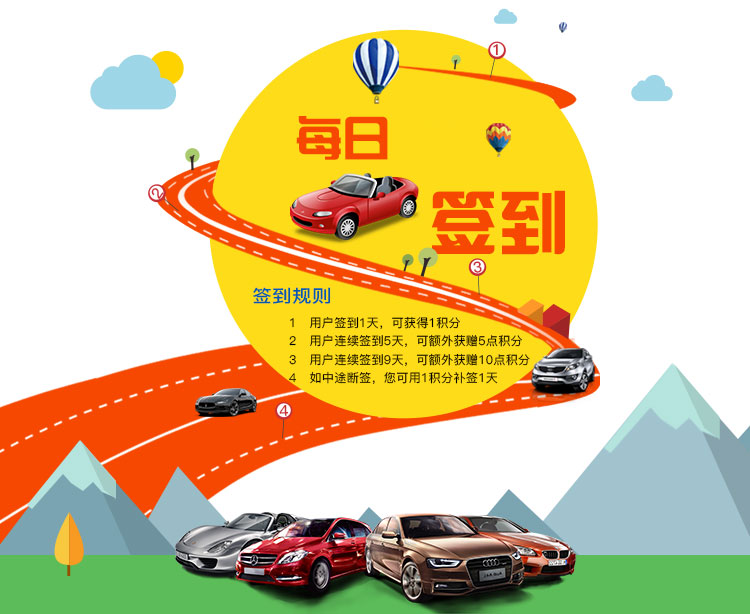 1
每日
2
签到
3
签到规则
1 用户签到1天，可获得1积分
2 用户连续签到5天，可额外获赠5点积分
3 用户连续签到9天，可额外获赠10点积分
4 如中途断签，您可用1积分补签1天
4